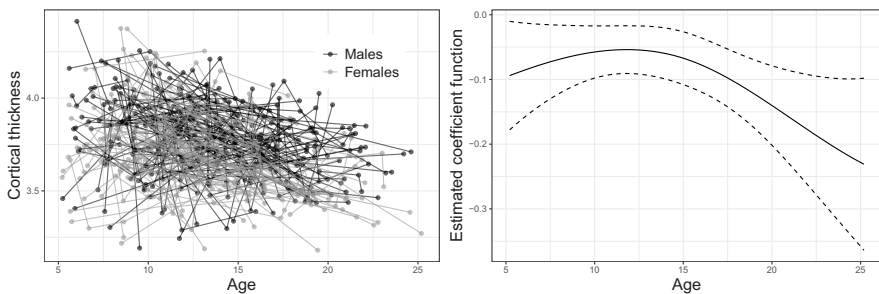 Males
Females
Cortical thickness
4.0
3.5
5
10
15
20
25
Age
Estimated coefficient function
0.0
−0.1
−0.2
−0.3
5
10
15
20
25
Age